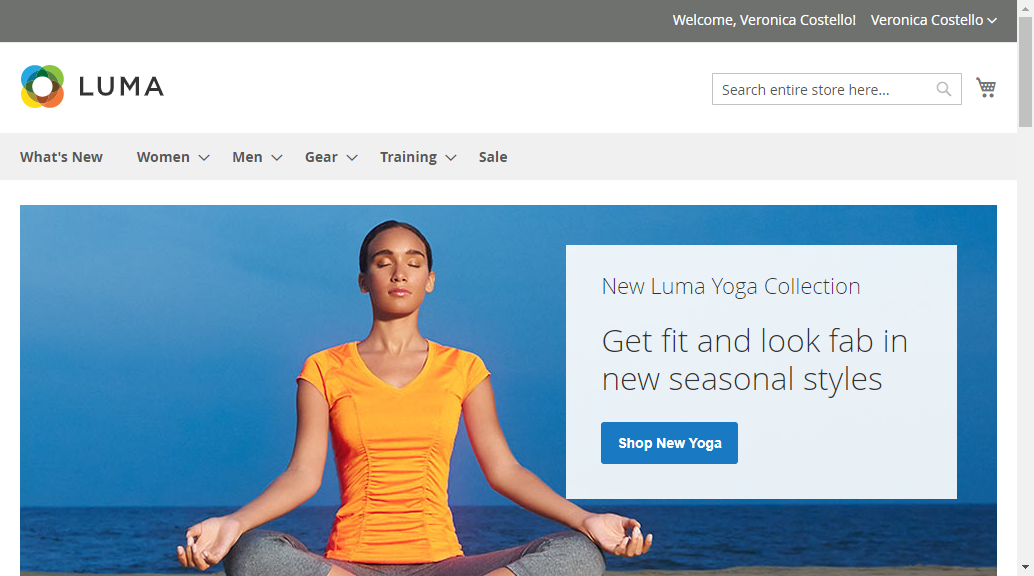 Welcome, Veronica Costello! Veronica Costello
LUMA
Search entire store here...
What's New Women Men Gear Training Sale
New Luma Yoga Collection
Get fit and look fab in
new seasonal styles
Shop New Yoga